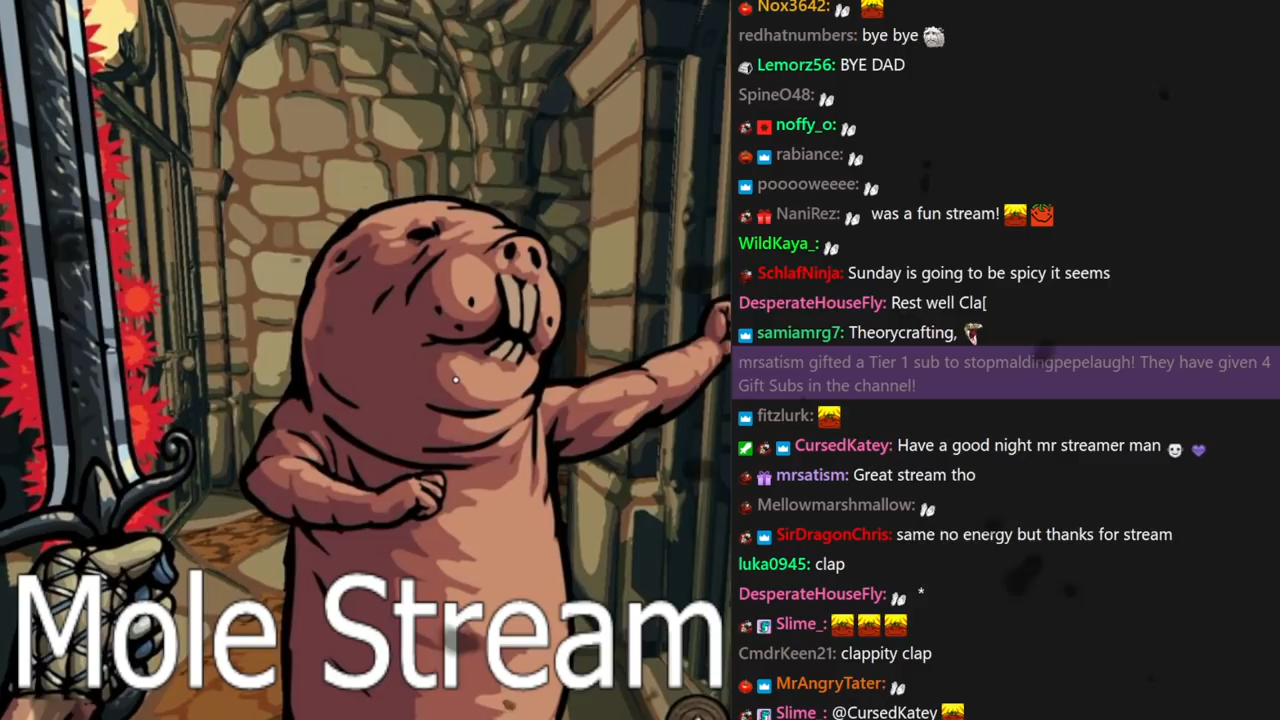 Nox3642:
redhatnumbers: bye bye
Lemorz56: BYE DAD
SpineO48:
noffy_o:
rabiance:
pooooweeee:
NaniRez: was a fun stream!
WildKaya_:
SchlafNinja: Sunday is going to be spicy it seems
DesperateHouseFly: Rest well Cla[
samiamrg7: Theorycrafting,
mrsatism gifted a Tier 1 sub to stopmaldingpepelaugh! They have given 4
Gift Subs in the channel!
fitzlurk:
CursedKatey: Have a good night mr streamer man
mrsatism: Great stream tho
Mellowmarshmallow:
SirDragonChris: same no energy but thanks for stream
luka0945: clap
DesperateHouseFly: *
Slime_:
CmdrKeen21: clappity clap
MrAngryTater:
Slime_: @CursedKatey
Mole Stream